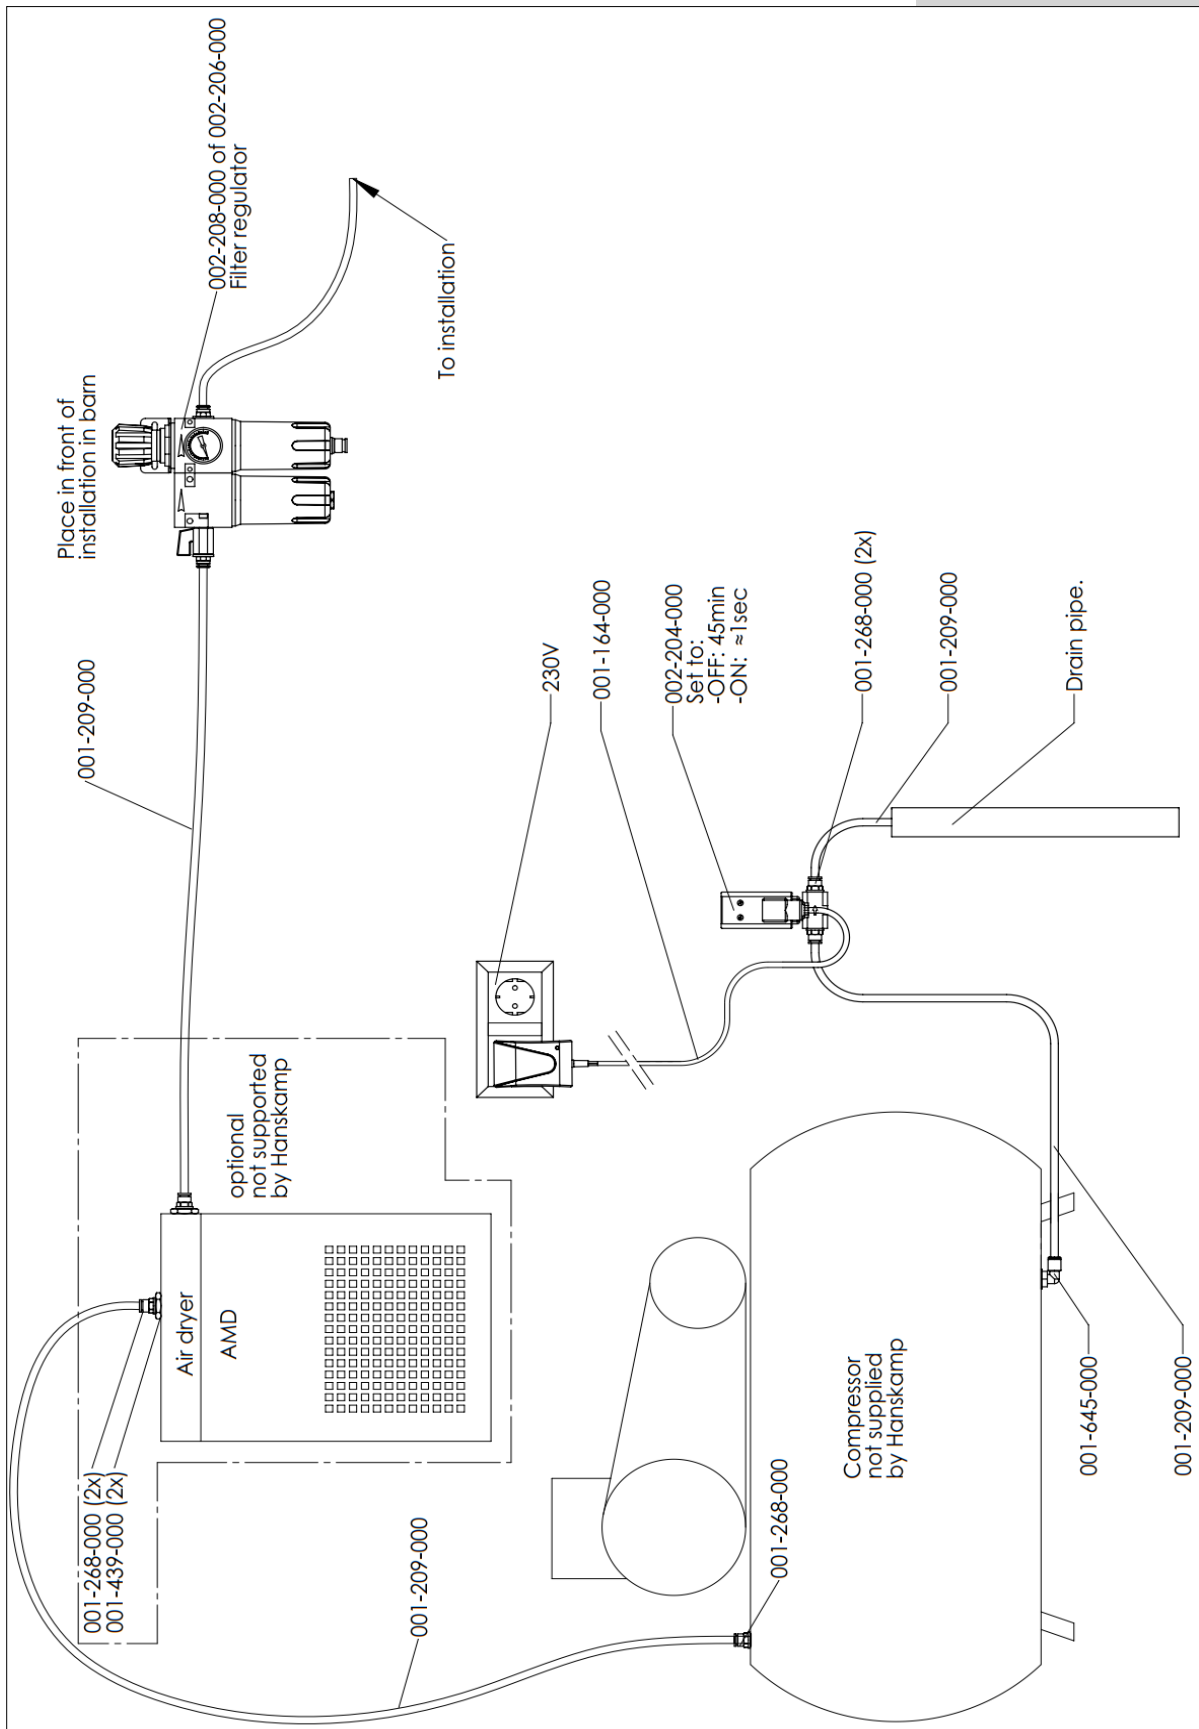 001-268-000 (2x)
001-439-000 (2x)
Air dryer
AMD
optional
not supported
by Hanskamp
001-209-000
Place in front of
installation in barn
002-208-000 of 002-206-000
Filter regulator
To installation
001-209-000
230V
001-164-000
002-204-000
Set to:
-OFF: 45min
-ON: ≈1sec
001-268-000 (2x)
001-209-000
Drain pipe.
001-268-000
Compressor
not supplied
by Hanskamp
001-645-000
001-209-000